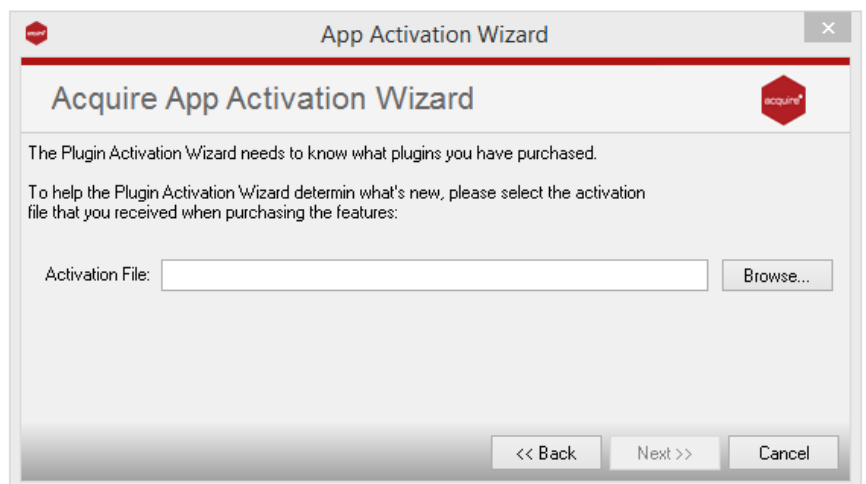 App Activation Wizard
Acquire App Activation Wizard
acquire
The Plugin Activation Wizard needs to know what plugins you have purchased.
To help the Plugin Activation Wizard determin what's new, please select the activation
file that you received when purchasing the features:
Activation File:
Browse...
<< Back
Next >>
Cancel